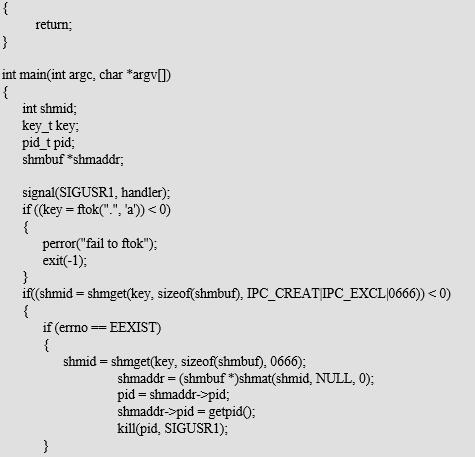 {
return;
}
int main(int argc, char *argv[])
{
int shmid;
key_t key;
pid_t pid;
shmbuf *shmaddr;
signal(SIGUSR1, handler);
if ((key = ftok(".", 'a')) < 0)
{
perror("fail to ftok");
exit(-1);
}
if((shmid = shmget(key, sizeof(shmbuf), IPC_CREAT|IPC_EXCL|0666)) < 0)
{
if (errno == EEXIST)
{
shmid = shmget(key, sizeof(shmbuf), 0666);
shmaddr = (shmbuf *)shmat(shmid, NULL, 0);
pid = shmaddr->pid;
shmaddr->pid = getpid();
kill(pid, SIGUSR1);
}